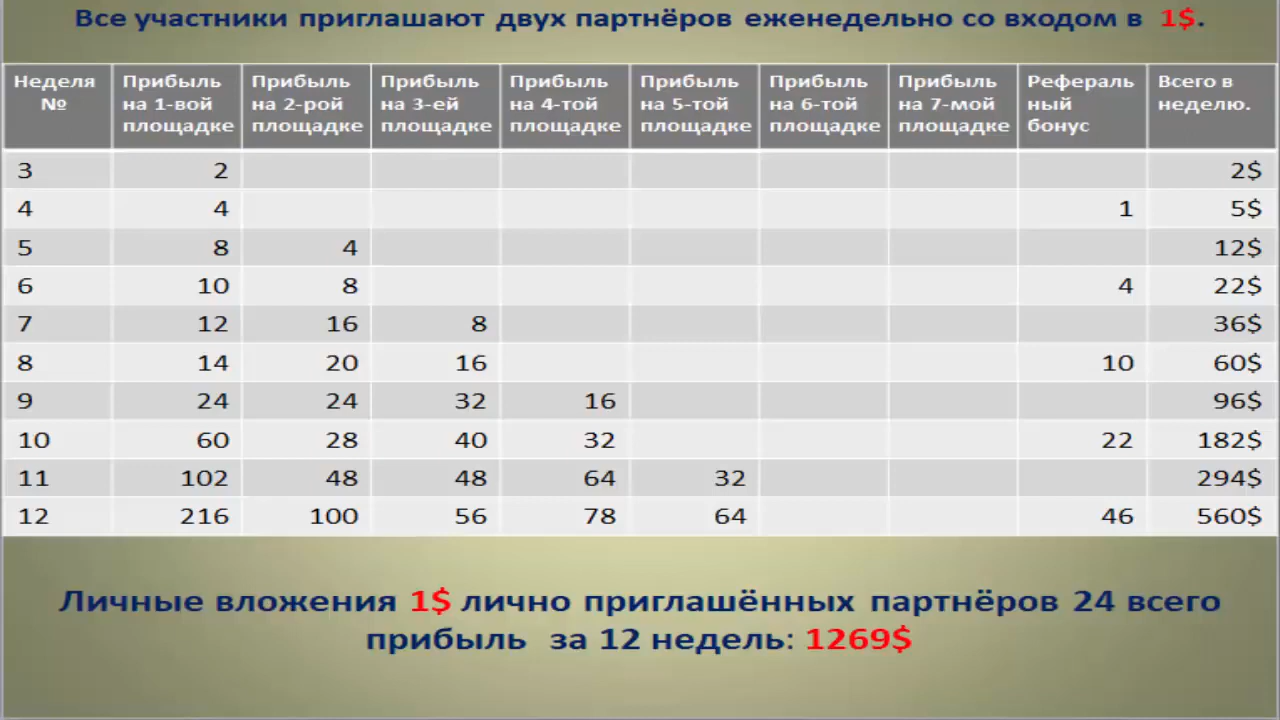 Все участники приглашают двух партнёров еженедельно со входом в 1$.
Неделя № Прибыль на 1-вой площадке Прибыль на 2-рой площадке Прибыль на 3-ей площадке Прибыль на 4-той площадке Прибыль на 5-той площадке Прибыль на 6-той площадке Прибыль на 7-мой площадке Рефераль ный бонус Всего в неделю.
3 2 2$
4 4 1 5$
5 8 4 12$
6 10 8 4 22$
7 12 16 8 36$
8 14 20 16 10 60$
9 24 24 32 16 96$
10 60 28 40 32 22 182$
11 102 48 48 64 32 294$
12 216 100 56 78 64 46 560$
Личные вложения 1$ лично приглашённых партнёров 24 всего
прибыль за 12 недель: 1269$